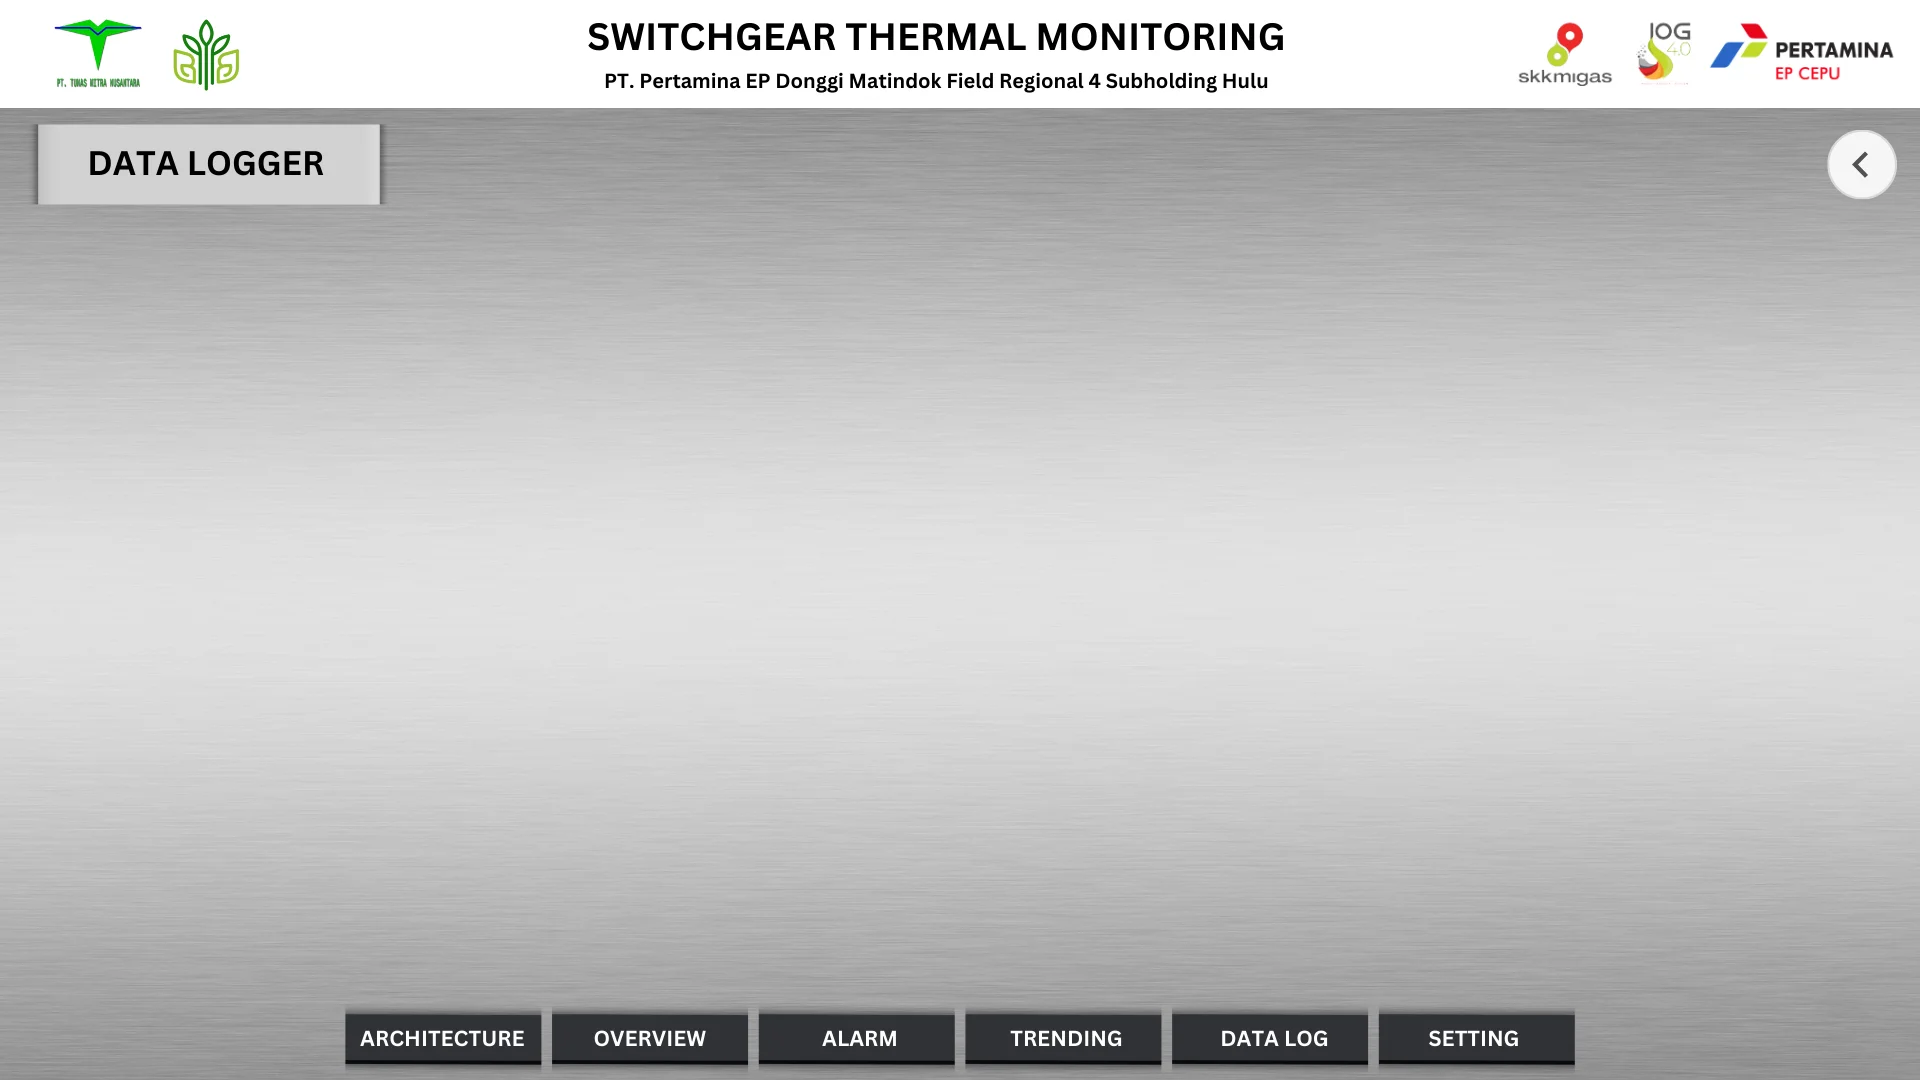 PT. TUNAS MITRA NUSANTARA
SWITCHGEAR THERMAL MONITORING
PT. Pertamina EP Donggi Matindok Field Regional 4 Subholding Hulu
skkmigas
IOG
4.0
PERTAMINA
EP CEPU
DATA LOGGER
ARCHITECTURE
OVERVIEW
ALARM
TRENDING
DATA LOG
SETTING